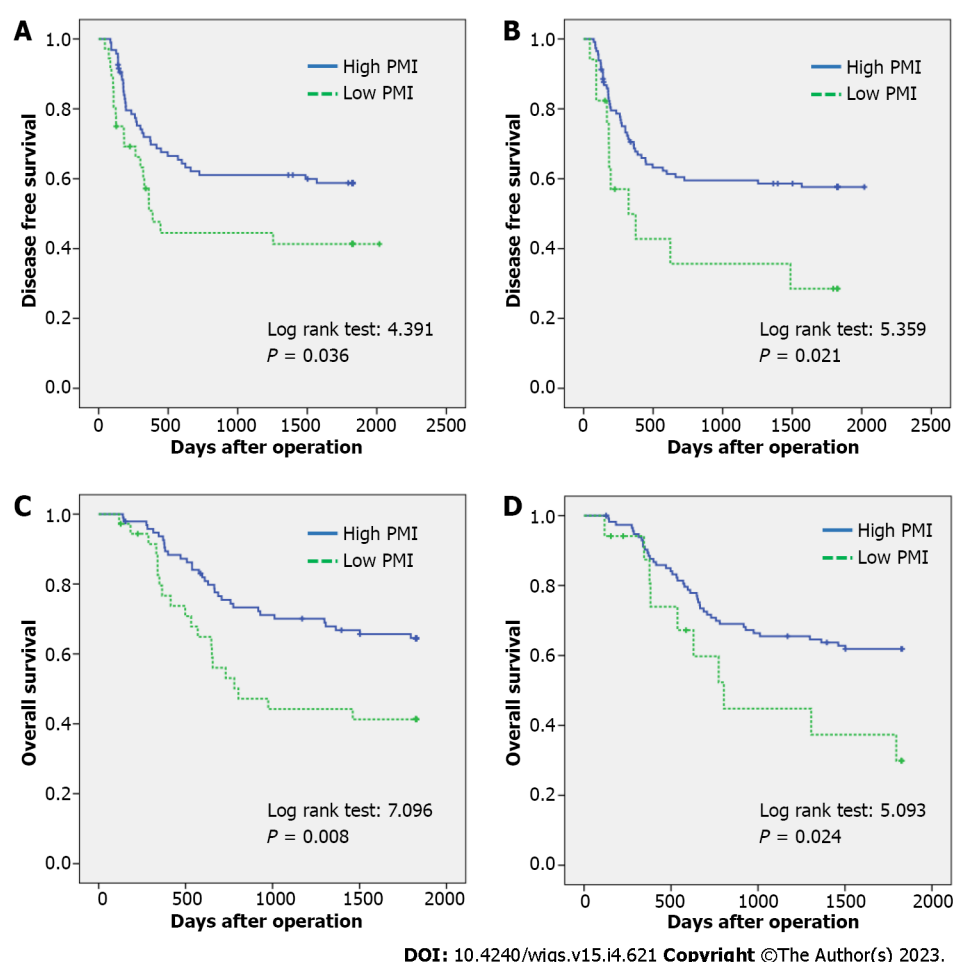 A
1.0
0.8
0.6
0.4
0.2
0.0
Disease free survival
High PMI
Low PMI
Log rank test: 4.391
P = 0.036
0 500 1000 1500 2000 2500
Days after operation
B
1.0
0.8
0.6
0.4
0.2
0.0
Disease free survival
High PMI
Low PMI
Log rank test: 5.359
P = 0.021
0 500 1000 1500 2000 2500
Days after operation
C
1.0
0.8
0.6
0.4
0.2
0.0
Overall survival
High PMI
Low PMI
Log rank test: 7.096
P = 0.008
0 500 1000 1500 2000
Days after operation
D
1.0
0.8
0.6
0.4
0.2
0.0
Overall survival
High PMI
Low PMI
Log rank test: 5.093
P = 0.024
0 500 1000 1500 2000
Days after operation
DOI: 10.4240/wjgs.v15.i4.621 Copyright ©The Author(s) 2023.